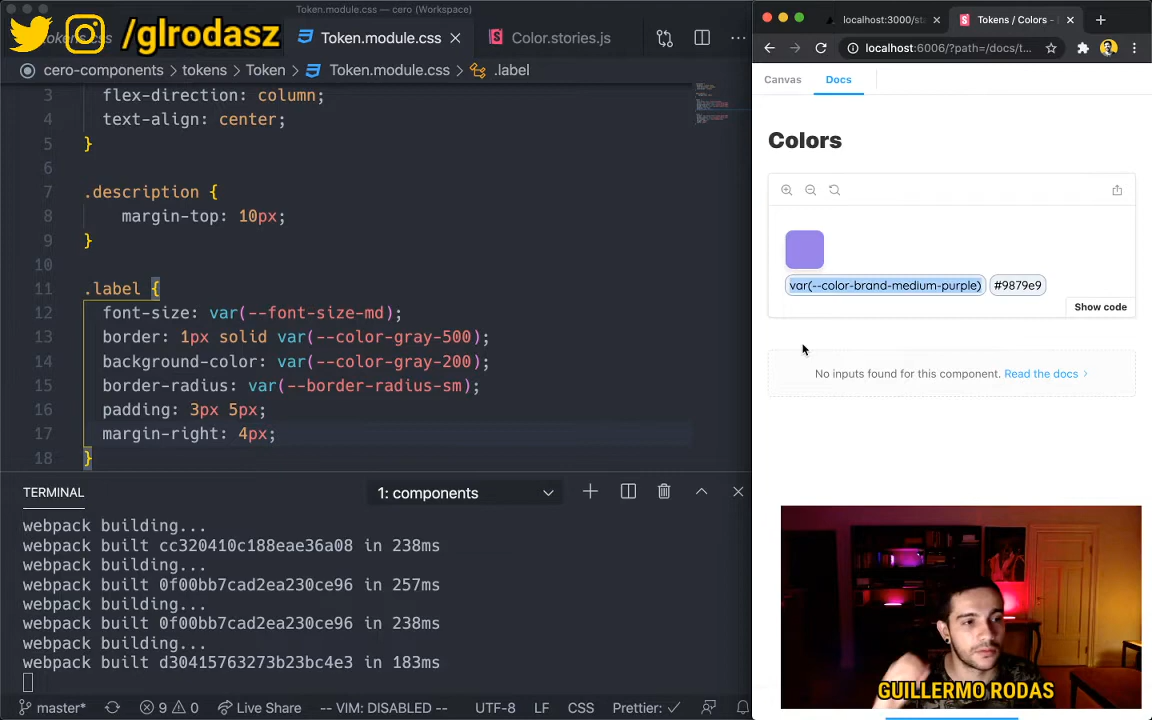 Token.module.css — cero (Workspace)
/glrodasz
Token.module.css
Color.stories.js
cero-components > tokens > Token > Token.module.css > .label
3 flex-direction: column;
4 text-align: center;
5 }
6
7 .description {
8 margin-top: 10px;
9 }
10
11 .label {
12 font-size: var(--font-size-md);
13 border: 1px solid var(--color-gray-500);
14 background-color: var(--color-gray-200);
15 border-radius: var(--border-radius-sm);
16 padding: 3px 5px;
17 margin-right: 4px;
18 }
TERMINAL
1: components
webpack building...
webpack built cc320410c188eae36a08 in 238ms
webpack building...
webpack built 0f00bb7cad2ea230ce96 in 257ms
webpack building...
webpack built 0f00bb7cad2ea230ce96 in 238ms
webpack building...
webpack built d30415763273b23bc4e3 in 183ms
master* 9 0 Live Share -- VIM: DISABLED -- UTF-8 LF CSS Prettier: ✓
localhost:3000/sta
Tokens / Colors -
localhost:6006/?path=/docs/t...
Canvas
Docs
Colors
var(--color-brand-medium-purple)
#9879e9
Show code
No inputs found for this component. Read the docs
GUILLERMO RODAS